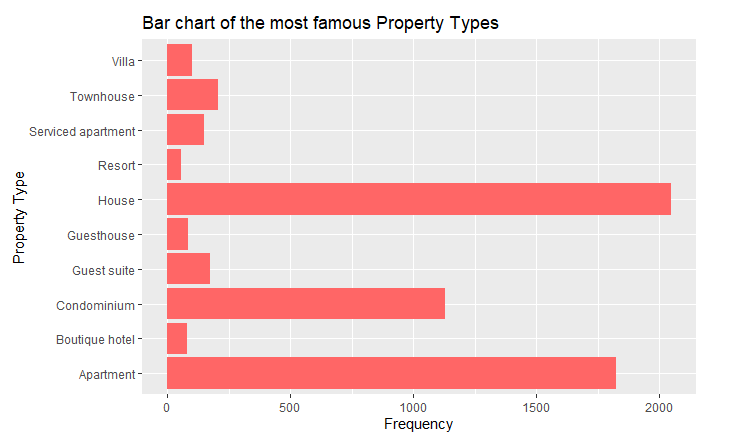 Bar chart of the most famous Property Types
Property Type
Villa
Townhouse
Serviced apartment
Resort
House
Guesthouse
Guest suite
Condominium
Boutique hotel
Apartment
0 500 1000 1500 2000
Frequency